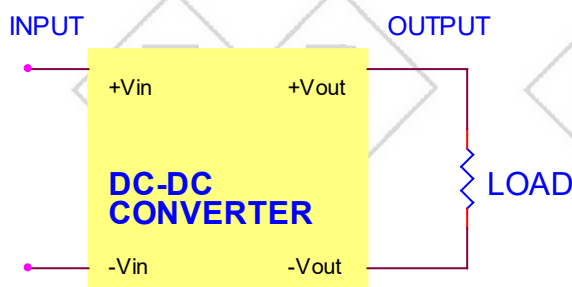 INPUT OUTPUT
+Vin +Vout
DC-DC
CONVERTER
LOAD
-Vin -Vout